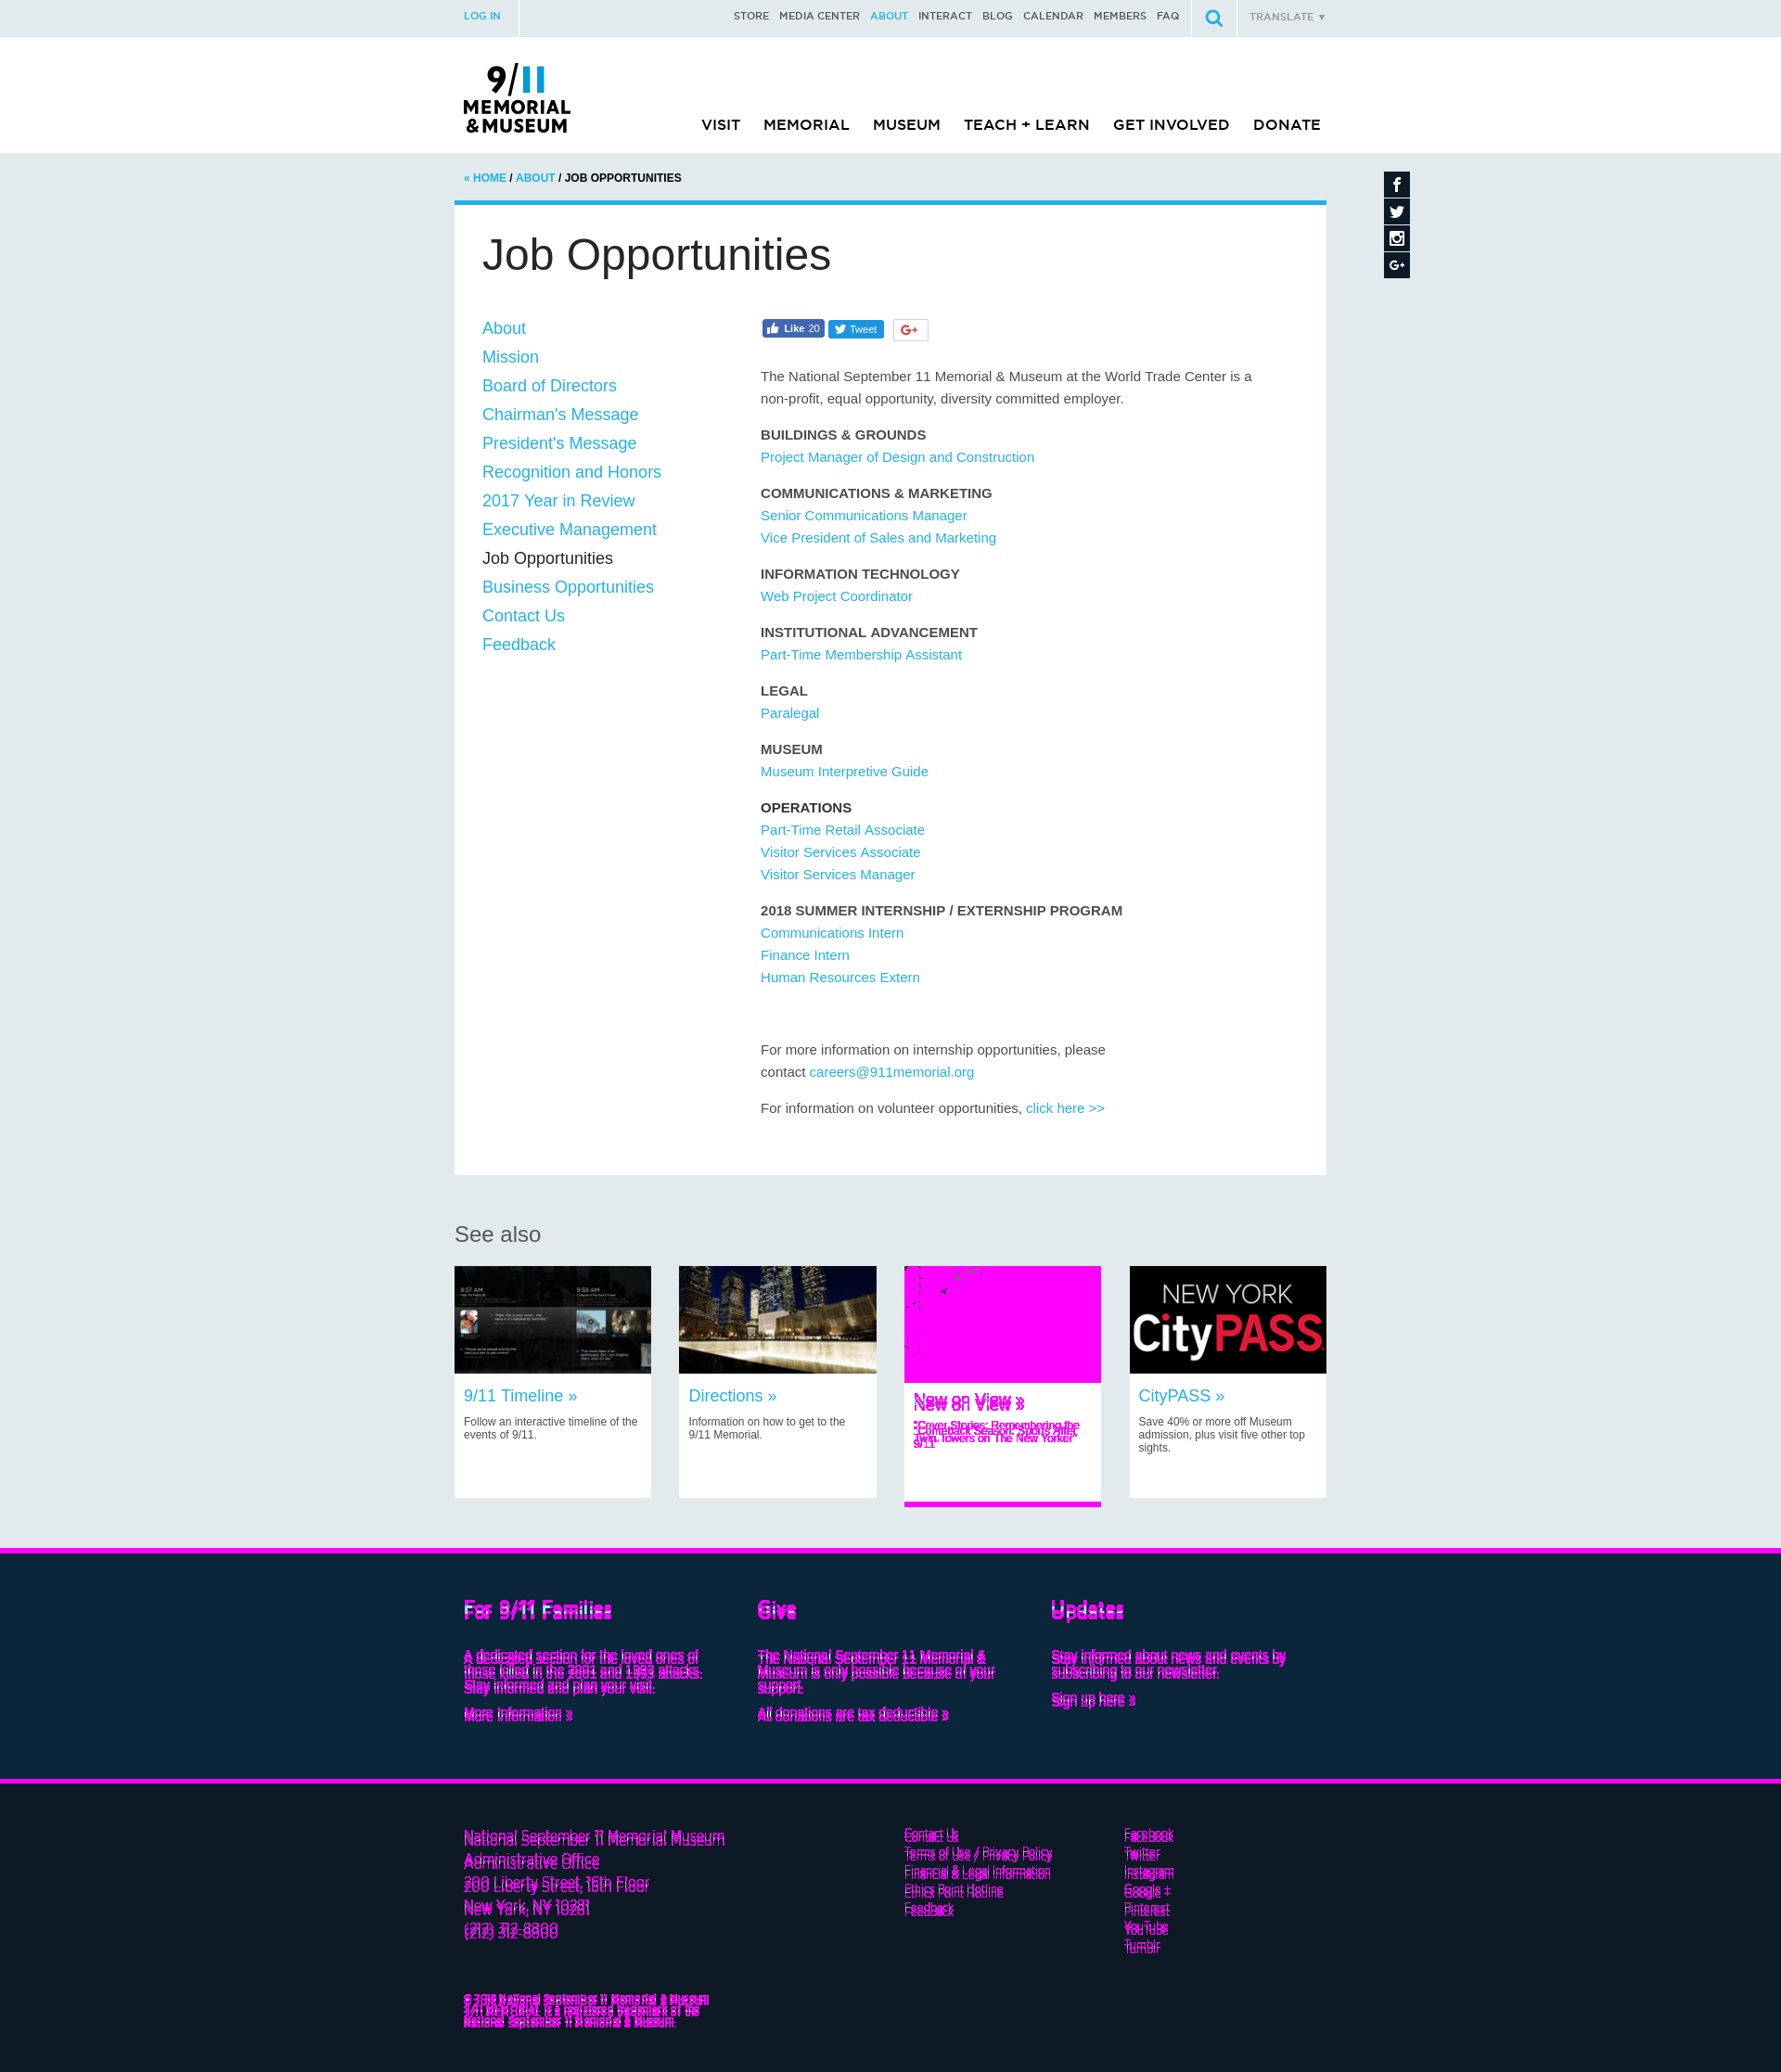 LOG IN
STORE MEDIA CENTER ABOUT INTERACT BLOG CALENDAR MEMBERS FAQ
TRANSLATE ▼
9/11
MEMORIAL
&MUSEUM
VISIT MEMORIAL MUSEUM TEACH + LEARN GET INVOLVED DONATE
« HOME / ABOUT / JOB OPPORTUNITIES
Job Opportunities
About
Mission
Board of Directors
Chairman's Message
President's Message
Recognition and Honors
2017 Year in Review
Executive Management
Job Opportunities
Business Opportunities
Contact Us
Feedback
Like 20 Tweet G+
The National September 11 Memorial & Museum at the World Trade Center is a
non-profit, equal opportunity, diversity committed employer.
BUILDINGS & GROUNDS
Project Manager of Design and Construction
COMMUNICATIONS & MARKETING
Senior Communications Manager
Vice President of Sales and Marketing
INFORMATION TECHNOLOGY
Web Project Coordinator
INSTITUTIONAL ADVANCEMENT
Part-Time Membership Assistant
LEGAL
Paralegal
MUSEUM
Museum Interpretive Guide
OPERATIONS
Part-Time Retail Associate
Visitor Services Associate
Visitor Services Manager
2018 SUMMER INTERNSHIP / EXTERNSHIP PROGRAM
Communications Intern
Finance Intern
Human Resources Extern
For more information on internship opportunities, please
contact careers@911memorial.org
For information on volunteer opportunities, click here >>
See also
9:57 AM
9:59 AM
NEW YORK
CityPASS
9/11 Timeline »
Follow an interactive timeline of the
events of 9/11.
Directions »
Information on how to get to the
9/11 Memorial.
Now on View »
"Cover Stories: Remembering the
Twin Towers on The New Yorker"
"Comeback Season: Sports After
9/11"
CityPASS »
Save 40% or more off Museum
admission, plus visit five other top
sights.
For 9/11 Families
A dedicated section for the loved ones of
those killed in the 2001 and 1993 attacks.
Stay informed and plan your visit.
More Information »
Give
The National September 11 Memorial &
Museum is only possible because of your
support.
All donations are tax deductible »
Updates
Stay informed about news and events by
subscribing to our newsletter.
Sign up here »
National September 11 Memorial Museum
Administrative Office
200 Liberty Street, 16th Floor
New York, NY 10281
(212) 312-8800
Contact Us
Terms of Use / Privacy Policy
Financial & Legal Information
Ethics Point Hotline
Feedback
Facebook
Twitter
Instagram
Google +
Pinterest
YouTube
Tumblr
© 2018 National September 11 Memorial & Museum
9/11 MEMORIAL is a registered trademark of the
National September 11 Memorial & Museum.